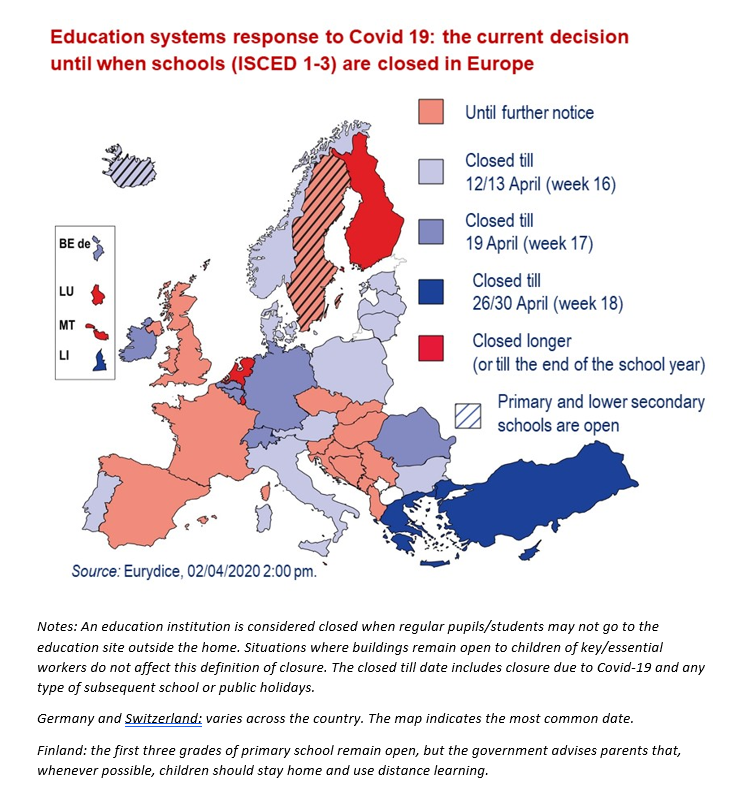 Education systems response to Covid 19: the current decision
until when schools (ISCED 1-3) are closed in Europe
Until further notice
Closed till
12/13 April (week 16)
Closed till
19 April (week 17)
Closed till
26/30 April (week 18)
Closed longer
(or till the end of the school year)
Primary and lower secondary
schools are open
BE de
LU
MT
LI
Source: Eurydice, 02/04/2020 2:00 pm.
Notes: An education institution is considered closed when regular pupils/students may not go to the
education site outside the home. Situations where buildings remain open to children of key/essential
workers do not affect this definition of closure. The closed till date includes closure due to Covid-19 and any
type of subsequent school or public holidays.
Germany and Switzerland: varies across the country. The map indicates the most common date.
Finland: the first three grades of primary school remain open, but the government advises parents that,
whenever possible, children should stay home and use distance learning.